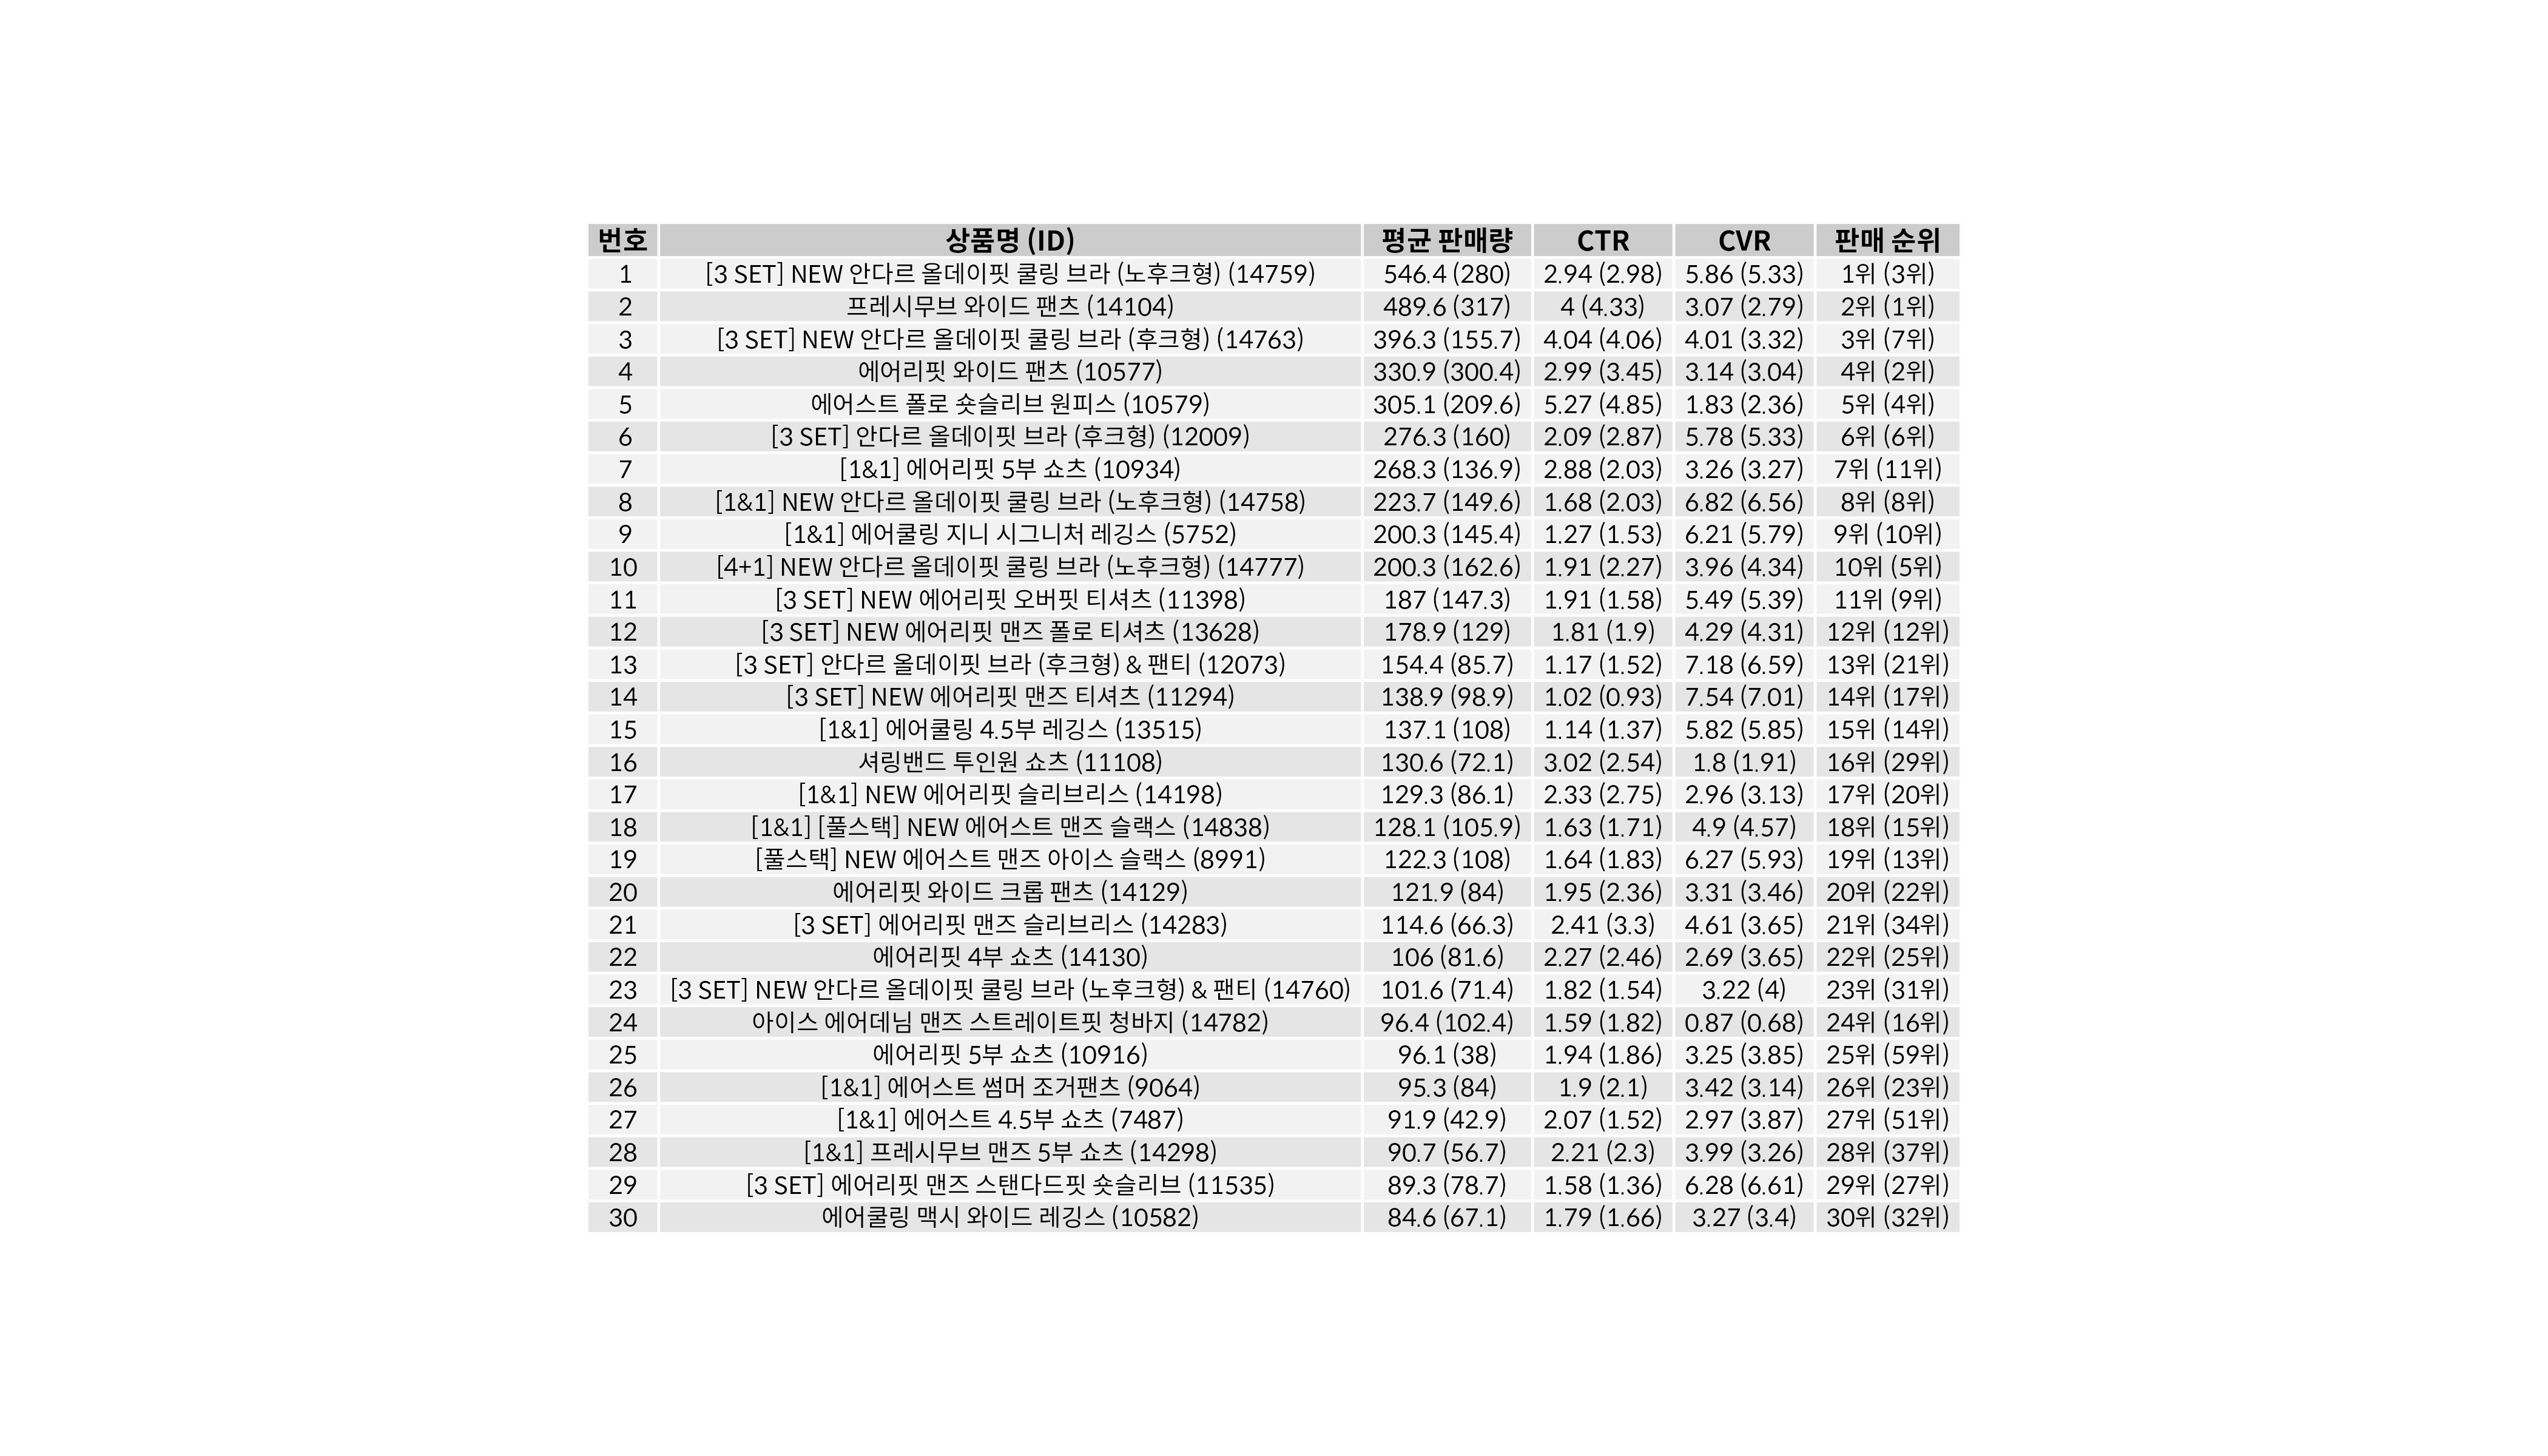 번호 상품명 (ID) 평균 판매량 CTR CVR 판매 순위
1 [3 SET] NEW 안다르 올데이핏 쿨링 브라 (노후크형) (14759) 546.4 (280) 2.94 (2.98) 5.86 (5.33) 1위 (3위)
2 프레시무브 와이드 팬츠 (14104) 489.6 (317) 4 (4.33) 3.07 (2.79) 2위 (1위)
3 [3 SET] NEW 안다르 올데이핏 쿨링 브라 (후크형) (14763) 396.3 (155.7) 4.04 (4.06) 4.01 (3.32) 3위 (7위)
4 에어리핏 와이드 팬츠 (10577) 330.9 (300.4) 2.99 (3.45) 3.14 (3.04) 4위 (2위)
5 에어스트 폴로 숏슬리브 원피스 (10579) 305.1 (209.6) 5.27 (4.85) 1.83 (2.36) 5위 (4위)
6 [3 SET] 안다르 올데이핏 브라 (후크형) (12009) 276.3 (160) 2.09 (2.87) 5.78 (5.33) 6위 (6위)
7 [1&1] 에어리핏 5부 쇼츠 (10934) 268.3 (136.9) 2.88 (2.03) 3.26 (3.27) 7위 (11위)
8 [1&1] NEW 안다르 올데이핏 쿨링 브라 (노후크형) (14758) 223.7 (149.6) 1.68 (2.03) 6.82 (6.56) 8위 (8위)
9 [1&1] 에어쿨링 지니 시그니처 레깅스 (5752) 200.3 (145.4) 1.27 (1.53) 6.21 (5.79) 9위 (10위)
10 [4+1] NEW 안다르 올데이핏 쿨링 브라 (노후크형) (14777) 200.3 (162.6) 1.91 (2.27) 3.96 (4.34) 10위 (5위)
11 [3 SET] NEW 에어리핏 오버핏 티셔츠 (11398) 187 (147.3) 1.91 (1.58) 5.49 (5.39) 11위 (9위)
12 [3 SET] NEW 에어리핏 맨즈 폴로 티셔츠 (13628) 178.9 (129) 1.81 (1.9) 4.29 (4.31) 12위 (12위)
13 [3 SET] 안다르 올데이핏 브라 (후크형) & 팬티 (12073) 154.4 (85.7) 1.17 (1.52) 7.18 (6.59) 13위 (21위)
14 [3 SET] NEW 에어리핏 맨즈 티셔츠 (11294) 138.9 (98.9) 1.02 (0.93) 7.54 (7.01) 14위 (17위)
15 [1&1] 에어쿨링 4.5부 레깅스 (13515) 137.1 (108) 1.14 (1.37) 5.82 (5.85) 15위 (14위)
16 셔링밴드 투인원 쇼츠 (11108) 130.6 (72.1) 3.02 (2.54) 1.8 (1.91) 16위 (29위)
17 [1&1] NEW 에어리핏 슬리브리스 (14198) 129.3 (86.1) 2.33 (2.75) 2.96 (3.13) 17위 (20위)
18 [1&1] [풀스택] NEW 에어스트 맨즈 슬랙스 (14838) 128.1 (105.9) 1.63 (1.71) 4.9 (4.57) 18위 (15위)
19 [풀스택] NEW 에어스트 맨즈 아이스 슬랙스 (8991) 122.3 (108) 1.64 (1.83) 6.27 (5.93) 19위 (13위)
20 에어리핏 와이드 크롭 팬츠 (14129) 121.9 (84) 1.95 (2.36) 3.31 (3.46) 20위 (22위)
21 [3 SET] 에어리핏 맨즈 슬리브리스 (14283) 114.6 (66.3) 2.41 (3.3) 4.61 (3.65) 21위 (34위)
22 에어리핏 4부 쇼츠 (14130) 106 (81.6) 2.27 (2.46) 2.69 (3.65) 22위 (25위)
23 [3 SET] NEW 안다르 올데이핏 쿨링 브라 (노후크형) & 팬티 (14760) 101.6 (71.4) 1.82 (1.54) 3.22 (4) 23위 (31위)
24 아이스 에어데님 맨즈 스트레이트핏 청바지 (14782) 96.4 (102.4) 1.59 (1.82) 0.87 (0.68) 24위 (16위)
25 에어리핏 5부 쇼츠 (10916) 96.1 (38) 1.94 (1.86) 3.25 (3.85) 25위 (59위)
26 [1&1] 에어스트 썸머 조거팬츠 (9064) 95.3 (84) 1.9 (2.1) 3.42 (3.14) 26위 (23위)
27 [1&1] 에어스트 4.5부 쇼츠 (7487) 91.9 (42.9) 2.07 (1.52) 2.97 (3.87) 27위 (51위)
28 [1&1] 프레시무브 맨즈 5부 쇼츠 (14298) 90.7 (56.7) 2.21 (2.3) 3.99 (3.26) 28위 (37위)
29 [3 SET] 에어리핏 맨즈 스탠다드핏 숏슬리브 (11535) 89.3 (78.7) 1.58 (1.36) 6.28 (6.61) 29위 (27위)
30 에어쿨링 맥시 와이드 레깅스 (10582) 84.6 (67.1) 1.79 (1.66) 3.27 (3.4) 30위 (32위)